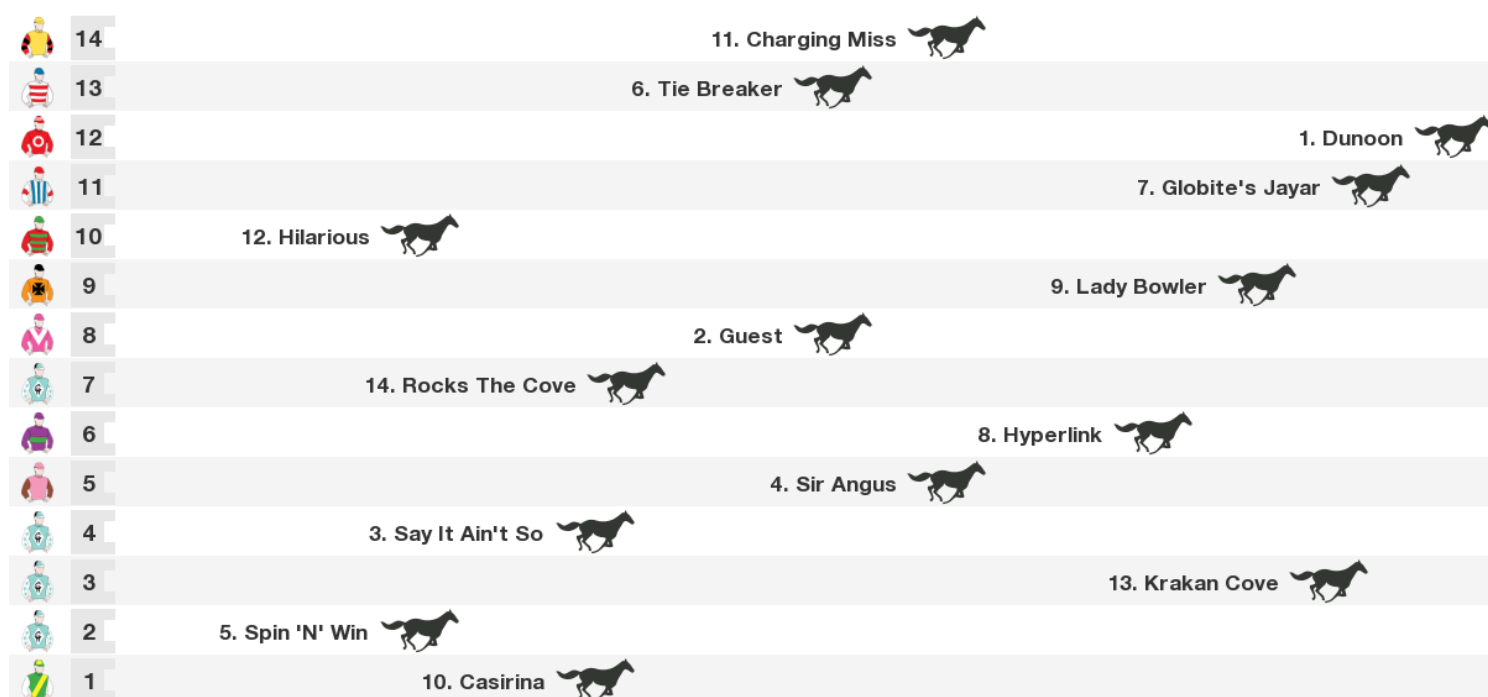 14 11. Charging Miss
13 6. Tie Breaker
12 1. Dunoon
11 7. Globite's Jayar
10 12. Hilarious
9 9. Lady Bowler
8 2. Guest
7 14. Rocks The Cove
6 8. Hyperlink
5 4. Sir Angus
4 3. Say It Ain't So
3 13. Krakan Cove
2 5. Spin 'N' Win
1 10. Casirina